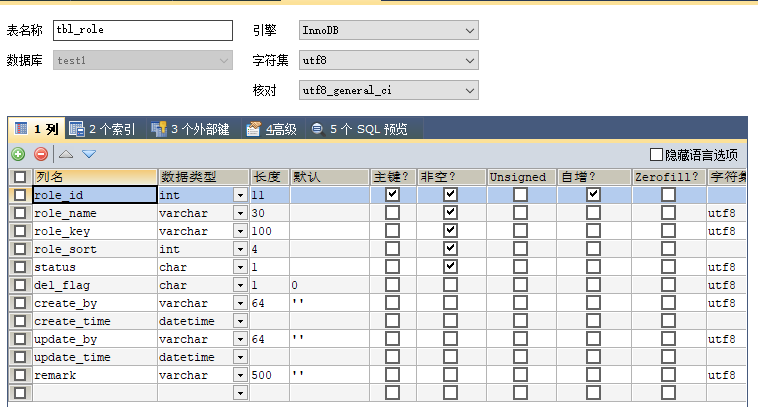 表名称 tbl_role 引擎 InnoDB
数据库 test1 字符集 utf8
核对 utf8_general_ci
1 列 2 个索引 3 个外部键 4高级 5 个 SQL 预览
隐藏语言选项
列名 数据类型 长度 默认 主键? 非空? Unsigned 自增? Zerofill? 字符集
role_id int 11
role_name varchar 30 utf8
role_key varchar 100 utf8
role_sort int 4
status char 1 utf8
del_flag char 1 0 utf8
create_by varchar 64 '' utf8
create_time datetime
update_by varchar 64 '' utf8
update_time datetime
remark varchar 500 '' utf8